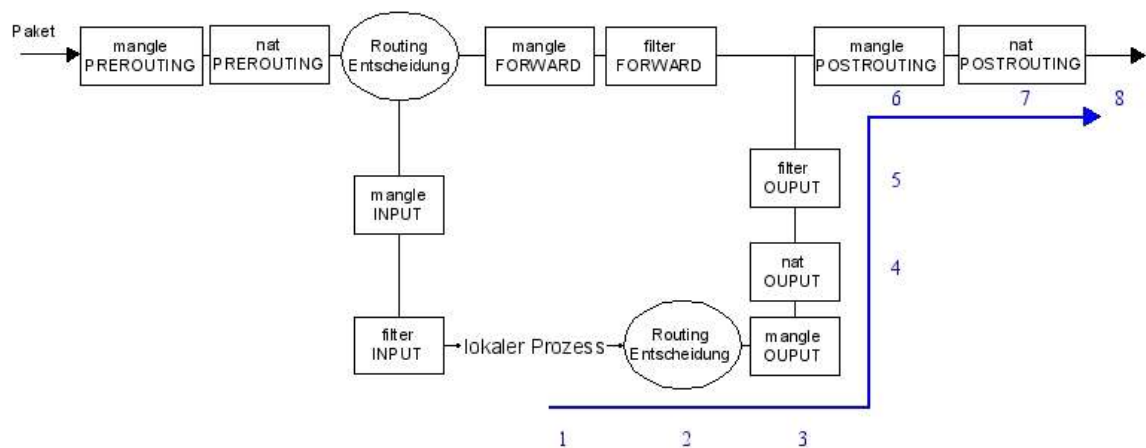 Paket
mangle
PREROUTING
nat
PREROUTING
Routing
Entscheidung
mangle
FORWARD
filter
FORWARD
mangle
POSTROUTING
nat
POSTROUTING
6
7
8
filter
OUPUT
5
mangle
INPUT
nat
OUPUT
4
filter
INPUT
lokaler Prozess
Routing
Entscheidung
mangle
OUPUT
1
2
3